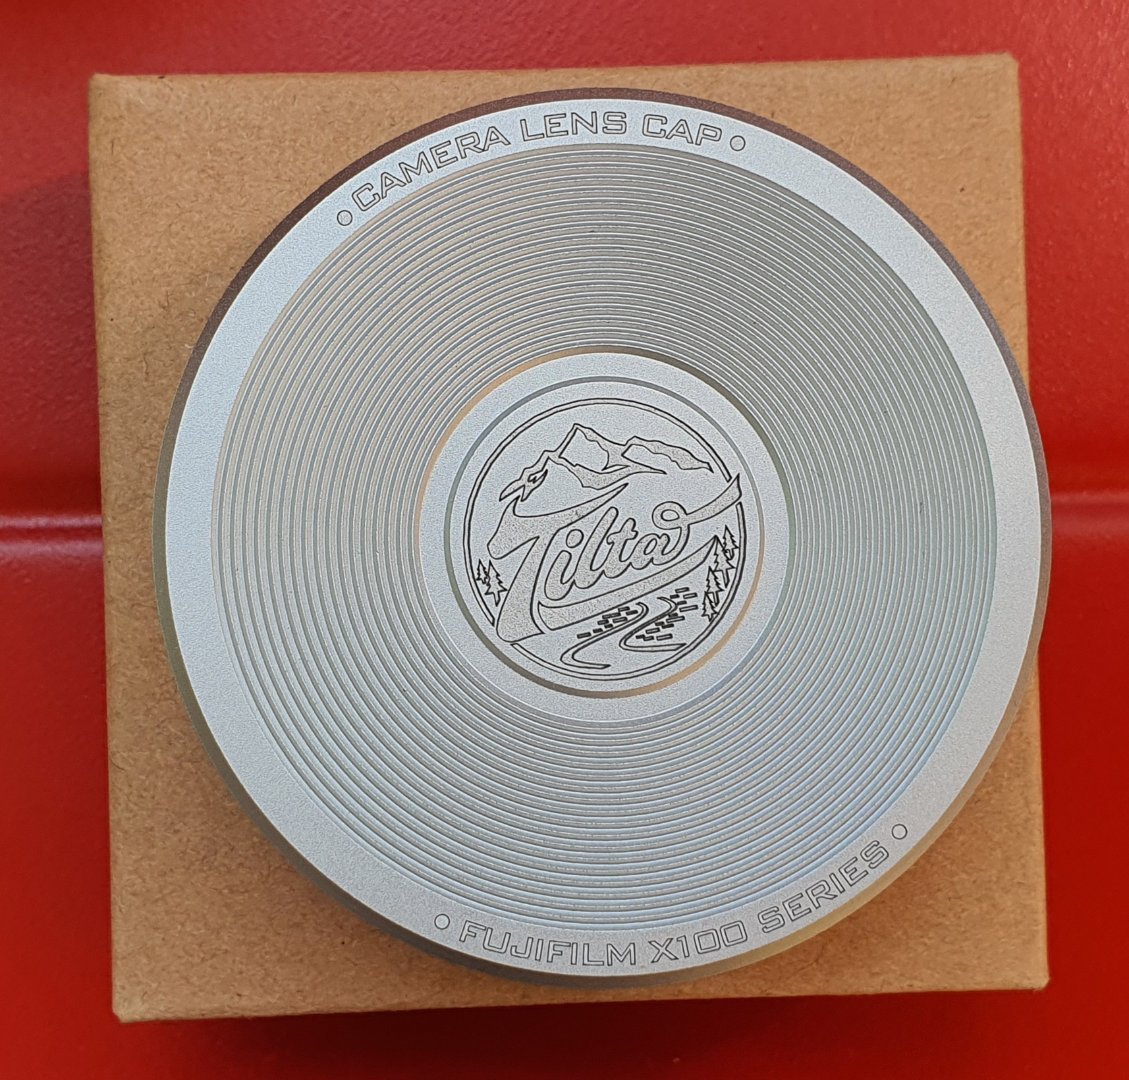 CAMERA LENS CAP
Tilta
FUJIFILM X100 SERIES